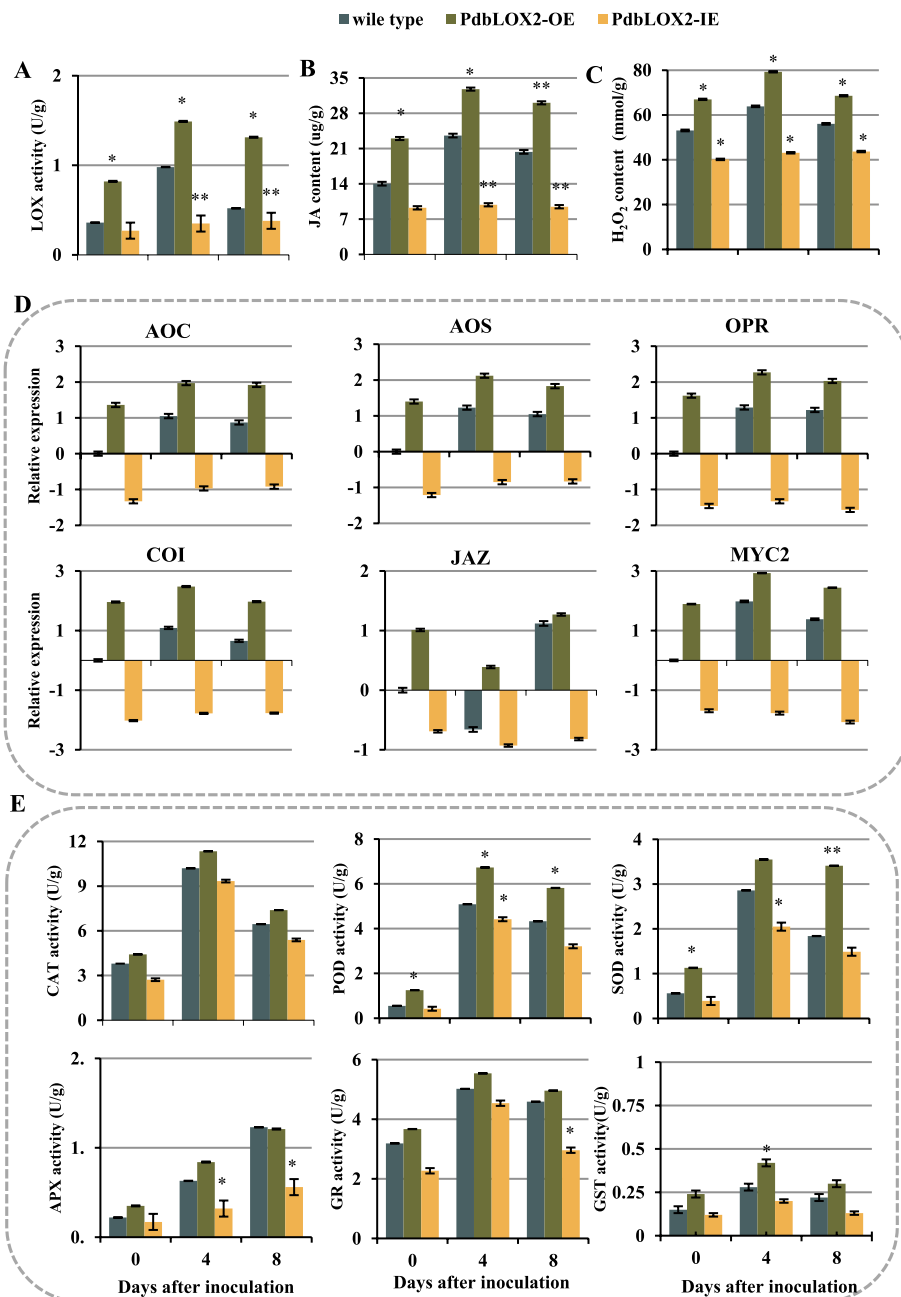 wile type PdbLOX2-OE PdbLOX2-IE
A
LOX activity (U/g)
2
1
0
* * *
** **
B
JA content (ug/g)
35
28
21
14
7
0
* * **
** **
C
H₂O₂ content (mmol/g)
80
60
40
20
0
* * *
* * *
D
AOC
Relative expression
3
2
1
0
-1
-2
AOS
3
2
1
0
-1
-2
OPR
3
2
1
0
-1
-2
COI
Relative expression
3
1
-1
-3
JAZ
2
1
0
-1
MYC2
3
1
-1
-3
E
CAT activity (U/g)
12
9
6
3
0
POD activity (U/g)
8
6
4
2
0
* * *
*
SOD activity (U/g)
4
3
2
1
0
* **
*
APX activity (U/g)
2.
1.
0.
* *
0 4 8
Days after inoculation
GR activity (U/g)
6
4
2
0
*
0 4 8
Days after inoculation
GST activity(U/g)
1
0.75
0.5
0.25
0
*
0 4 8
Days after inoculation